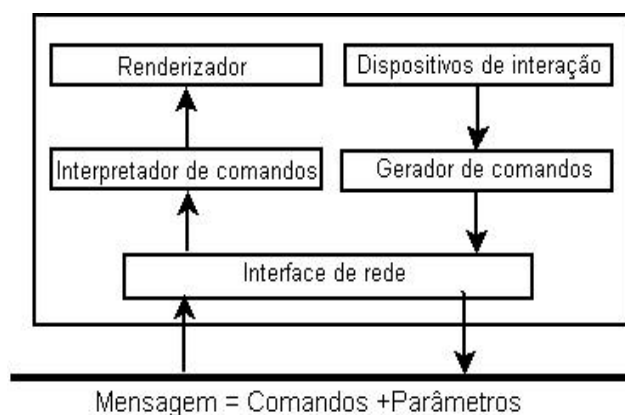 Renderizador
Dispositivos de interação
Interpretador de comandos
Gerador de comandos
Interface de rede
Mensagem = Comandos +Parâmetros